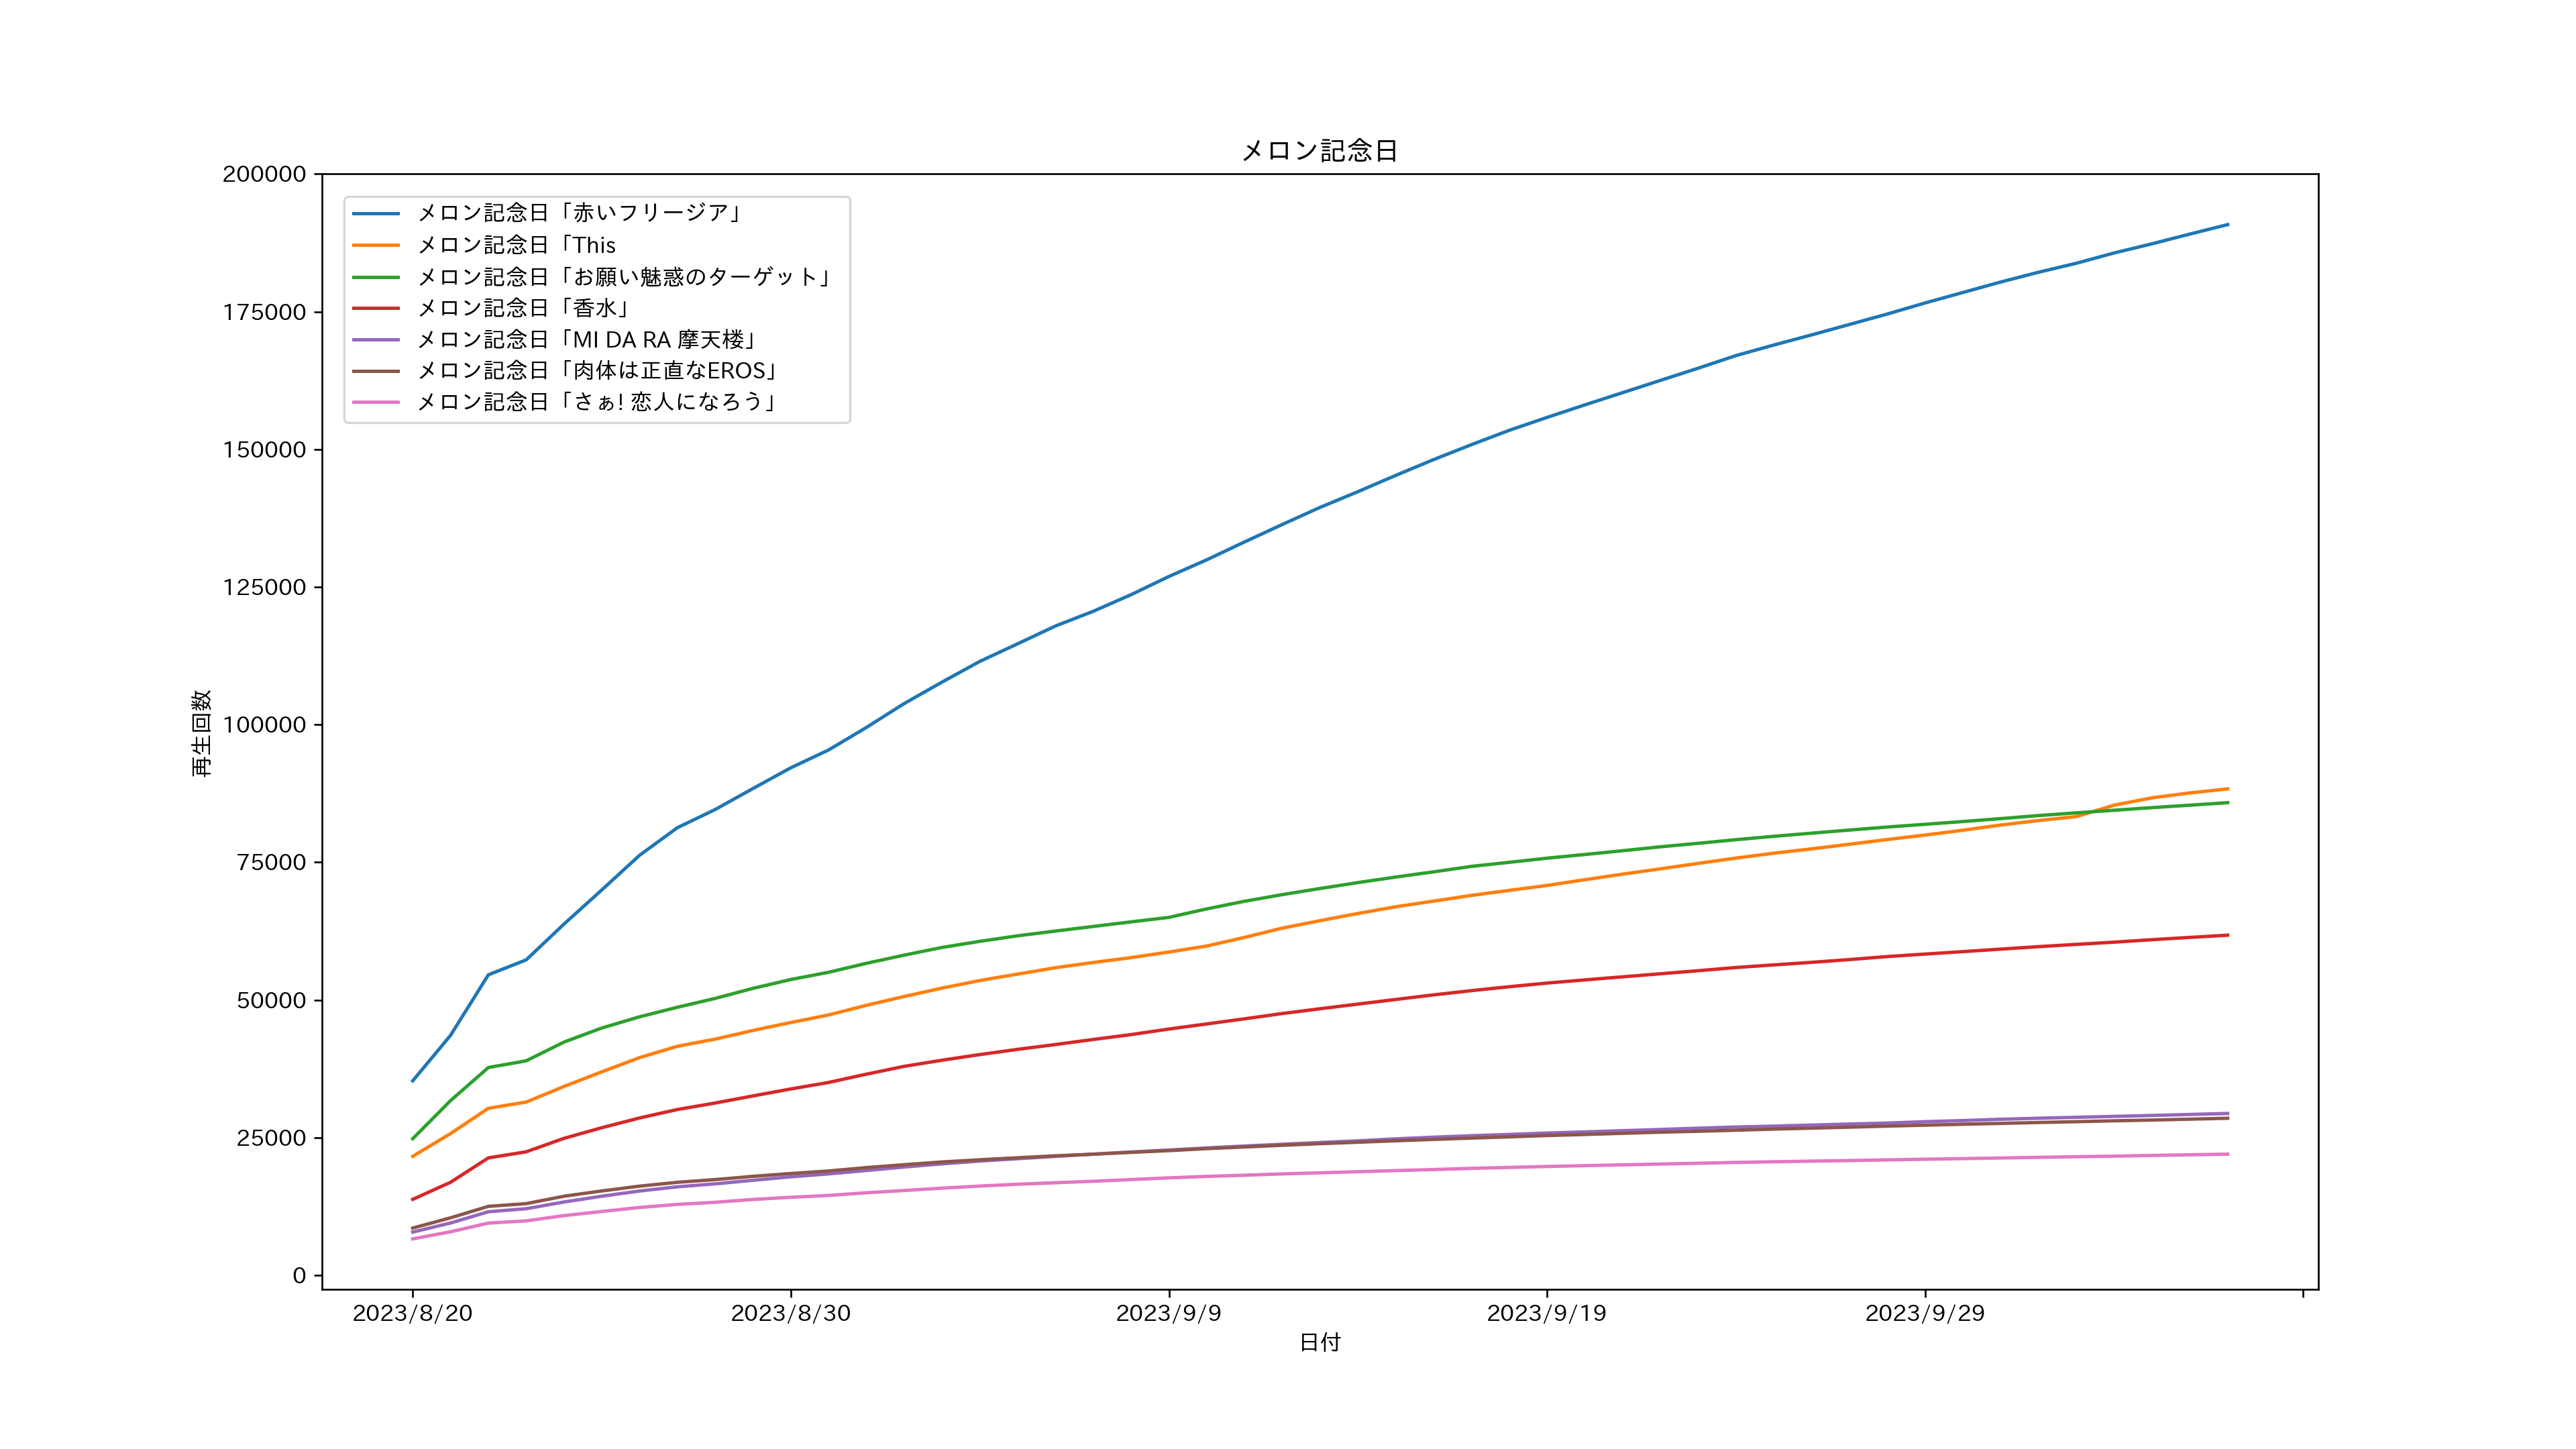 メロン記念日
200000
175000
150000
125000
100000
75000
50000
25000
0
再生回数
メロン記念日「赤いフリージア」
メロン記念日「This
メロン記念日「お願い魅惑のターゲット」
メロン記念日「香水」
メロン記念日「MI DA RA 摩天楼」
メロン記念日「肉体は正直なEROS」
メロン記念日「さぁ! 恋人になろう」
2023/8/20 2023/8/30 2023/9/9 2023/9/19 2023/9/29
日付